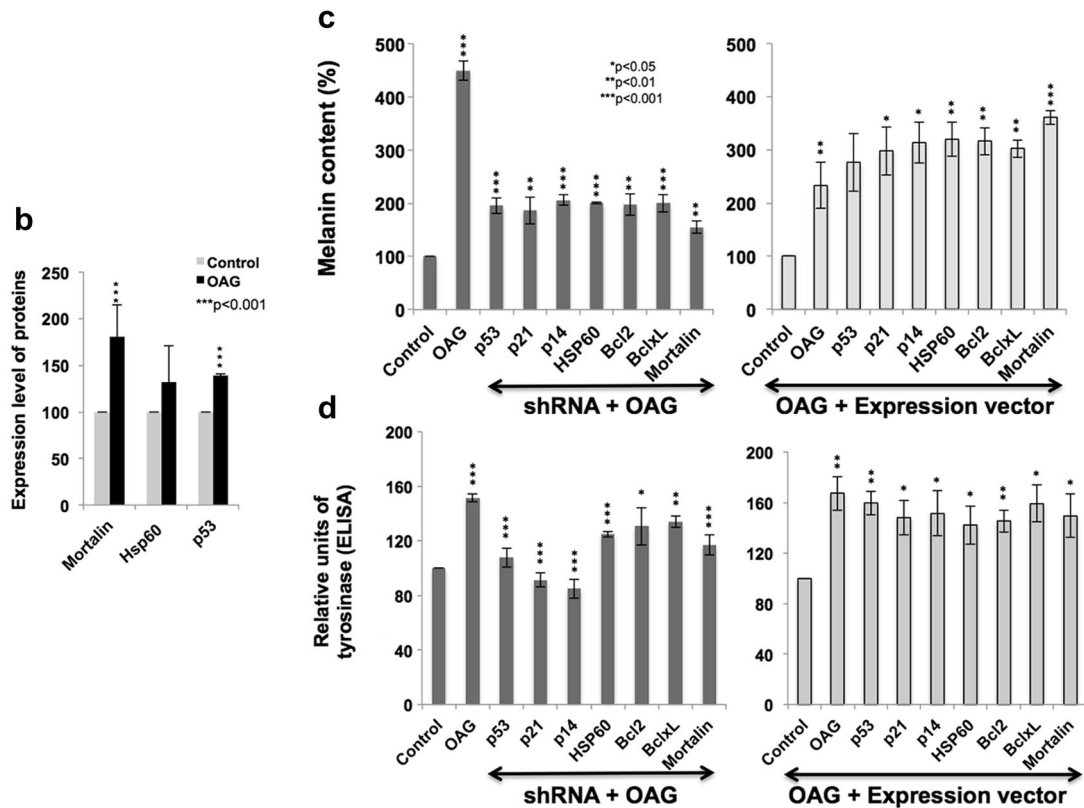 b
Control
OAG
***p<0.001
Expression level of proteins
250
200
150
100
50
0
***
***
Mortalin
Hsp60
p53
c
Melanin content (%)
500
400
300
200
100
0
*p<0.05
**p<0.01
***p<0.001
***
***
**
***
***
**
***
**
Control
OAG
p53
p21
p14
HSP60
Bcl2
BclxL
Mortalin
shRNA + OAG
500
400
300
200
100
0
**
*
*
**
**
**
***
Control
OAG
p53
p21
p14
HSP60
Bcl2
BclxL
Mortalin
OAG + Expression vector
d
Relative units of
tyrosinase (ELISA)
200
160
120
80
40
0
***
***
***
***
***
*
**
***
Control
OAG
p53
p21
p14
HSP60
Bcl2
BclxL
Mortalin
shRNA + OAG
200
160
120
80
40
0
**
**
*
*
*
**
*
*
Control
OAG
p53
p21
p14
HSP60
Bcl2
BclxL
Mortalin
OAG + Expression vector